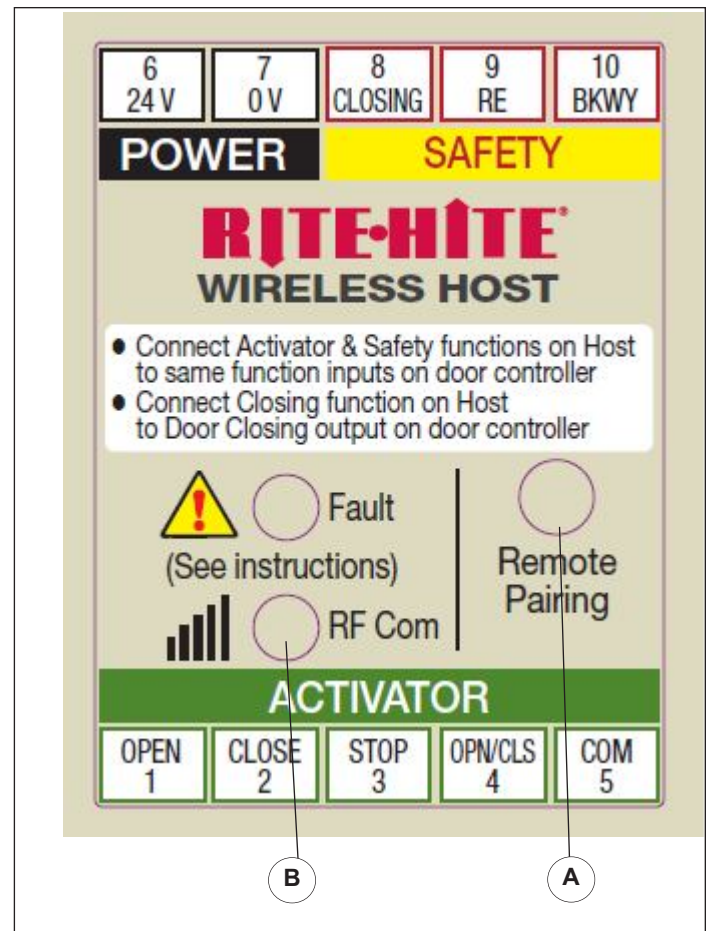 6 7 8 9 10
24 V 0 V CLOSING RE BKWY
POWER SAFETY
RITE•HITE®
WIRELESS HOST
• Connect Activator & Safety functions on Host
to same function inputs on door controller
• Connect Closing function on Host
to Door Closing output on door controller
Fault
(See instructions)
RF Com
Remote
Pairing
ACTIVATOR
OPEN CLOSE STOP OPN/CLS COM
1 2 3 4 5
B A